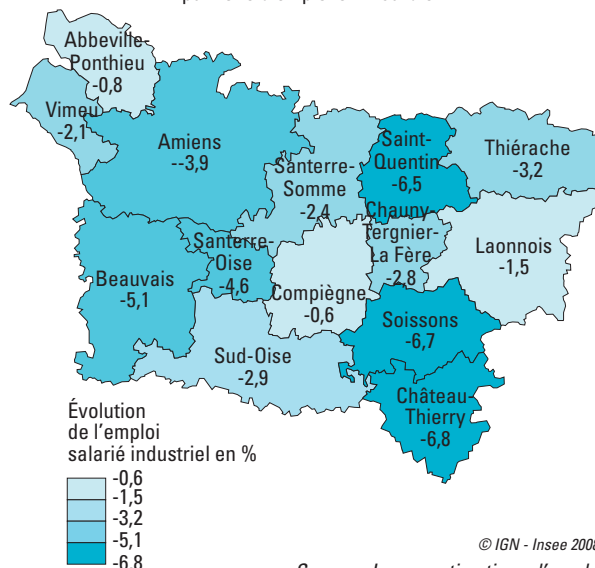 Abbeville-
Ponthieu
-0,8
Vimeu
-2,1
Amiens
--3,9
Saint-
Quentin
-6,5
Thiérache
-3,2
Santerre-
Somme
-2,4
Chauny-
Tergnier-
La Fère
-2,8
Laonnois
-1,5
Beauvais
-5,1
Santerre-
Oise
-4,6
Compiègne
-0,6
Soissons
-6,7
Sud-Oise
-2,9
Château-
Thierry
-6,8
Évolution
de l'emploi
salarié industriel en %
-0,6
-1,5
-3,2
-5,1
-6,8
© IGN - Insee 2008